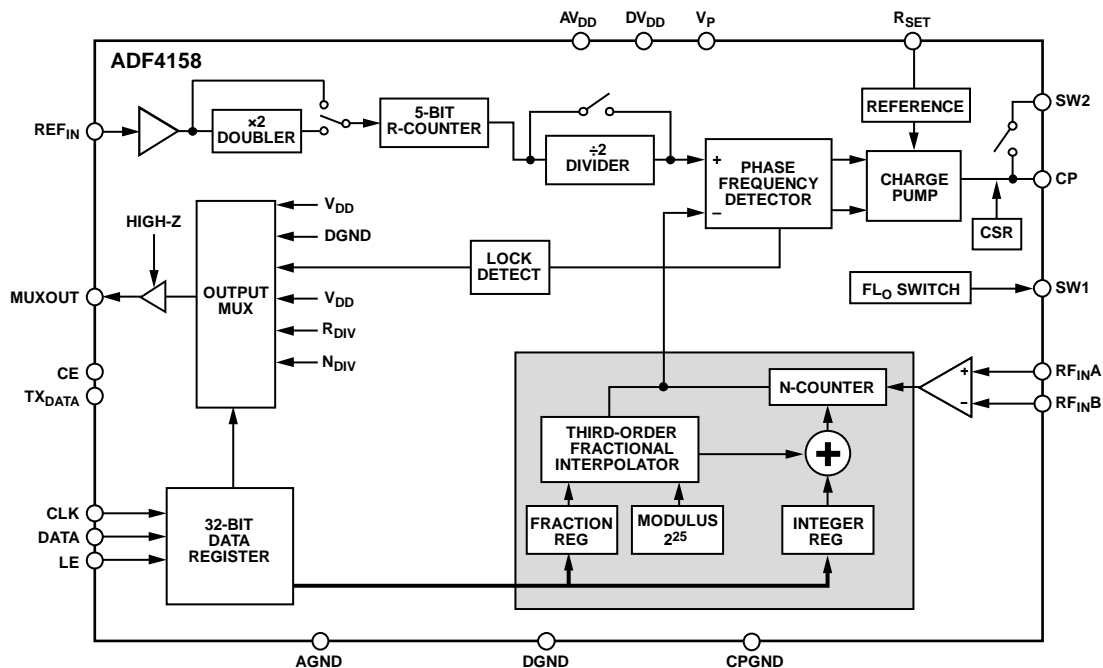 AVDD DVDD VP RSET
ADF4158
REFIN
×2
DOUBLER
5-BIT
R-COUNTER
÷2
DIVIDER
+
−
PHASE
FREQUENCY
DETECTOR
REFERENCE
CHARGE
PUMP
SW2
CP
CSR
HIGH-Z
MUXOUT
OUTPUT
MUX
VDD
DGND
LOCK
DETECT
VDD
RDIV
NDIV
FLO SWITCH
SW1
CE
TXDATA
N-COUNTER
+
−
RFINA
RFINB
THIRD-ORDER
FRACTIONAL
INTERPOLATOR
+
CLK
DATA
LE
32-BIT
DATA
REGISTER
FRACTION
REG
MODULUS
2²⁵
INTEGER
REG
AGND DGND CPGND